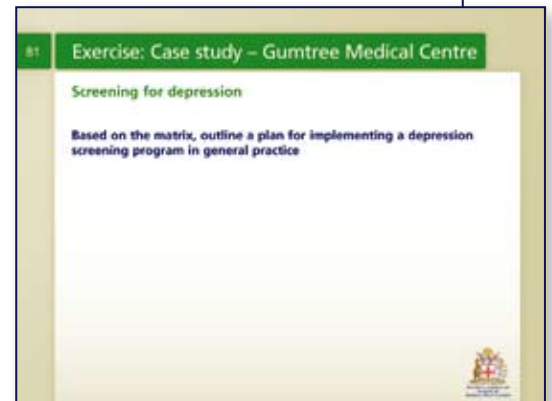 81
Exercise: Case study – Gumtree Medical Centre
Screening for depression
Based on the matrix, outline a plan for implementing a depression
screening program in general practice